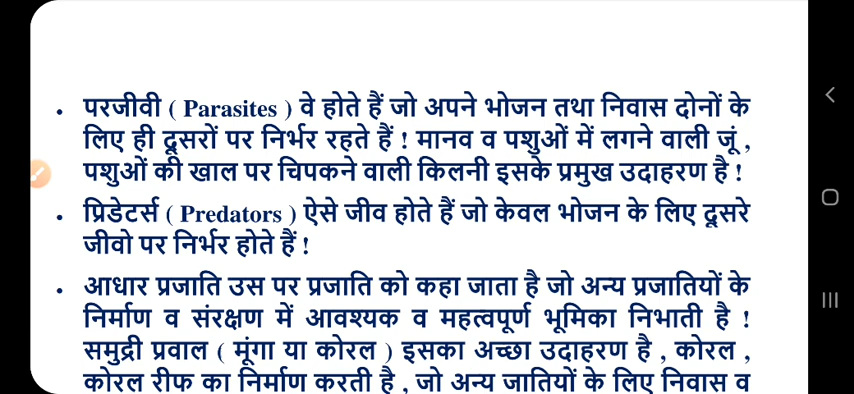 • परजीवी ( Parasites ) वे होते हैं जो अपने भोजन तथा निवास दोनों के
लिए ही दूसरों पर निर्भर रहते हैं ! मानव व पशुओं में लगने वाली जूं ,
पशुओं की खाल पर चिपकने वाली किलनी इसके प्रमुख उदाहरण है !
• प्रिडेटर्स ( Predators ) ऐसे जीव होते हैं जो केवल भोजन के लिए दूसरे
जीवो पर निर्भर होते हैं !
• आधार प्रजाति उस पर प्रजाति को कहा जाता है जो अन्य प्रजातियों के
निर्माण व संरक्षण में आवश्यक व महत्वपूर्ण भूमिका निभाती है !
समुद्री प्रवाल ( मूंगा या कोरल ) इसका अच्छा उदाहरण है , कोरल ,
कोरल रीफ का निर्माण करती है , जो अन्य जातियों के लिए निवास व